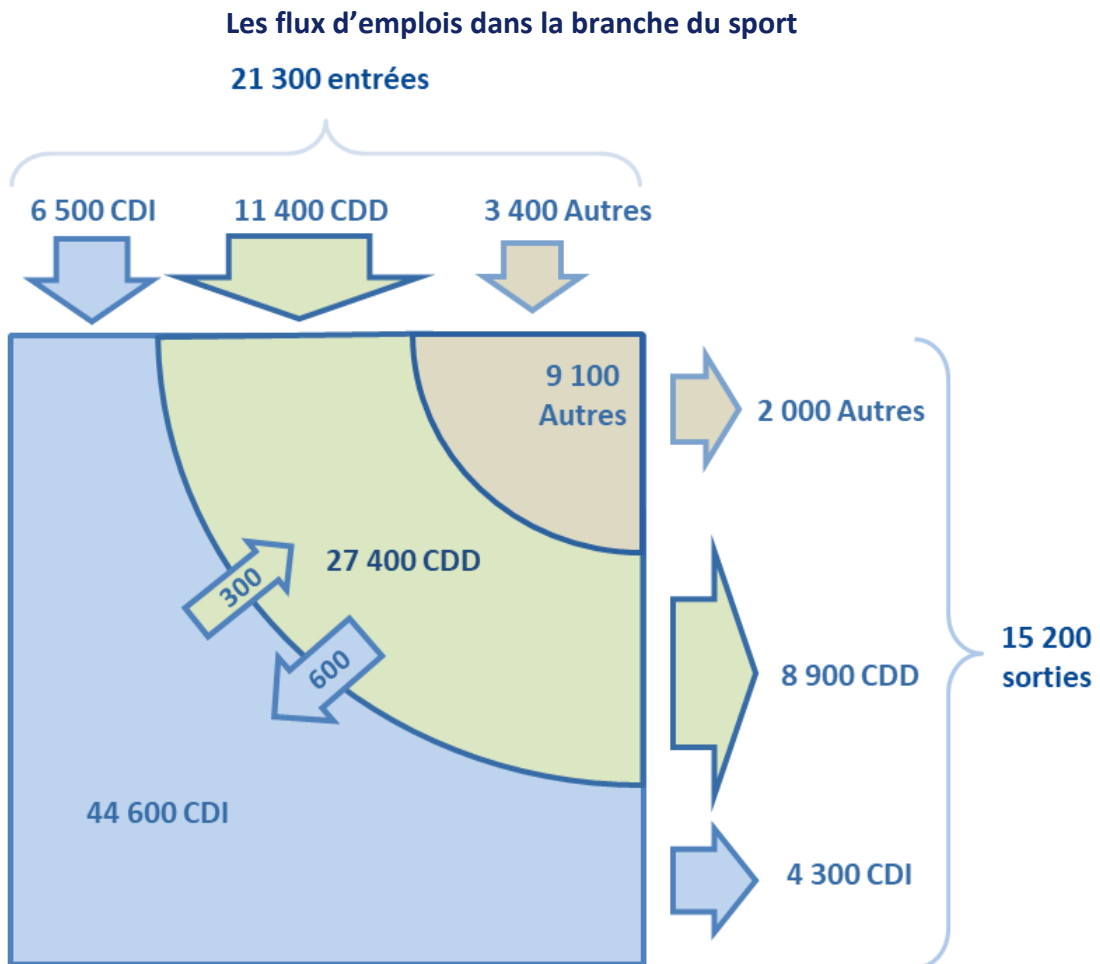 Les flux d’emplois dans la branche du sport
21 300 entrées
6 500 CDI
11 400 CDD
3 400 Autres
9 100
Autres
2 000 Autres
27 400 CDD
300
600
8 900 CDD
15 200
sorties
44 600 CDI
4 300 CDI